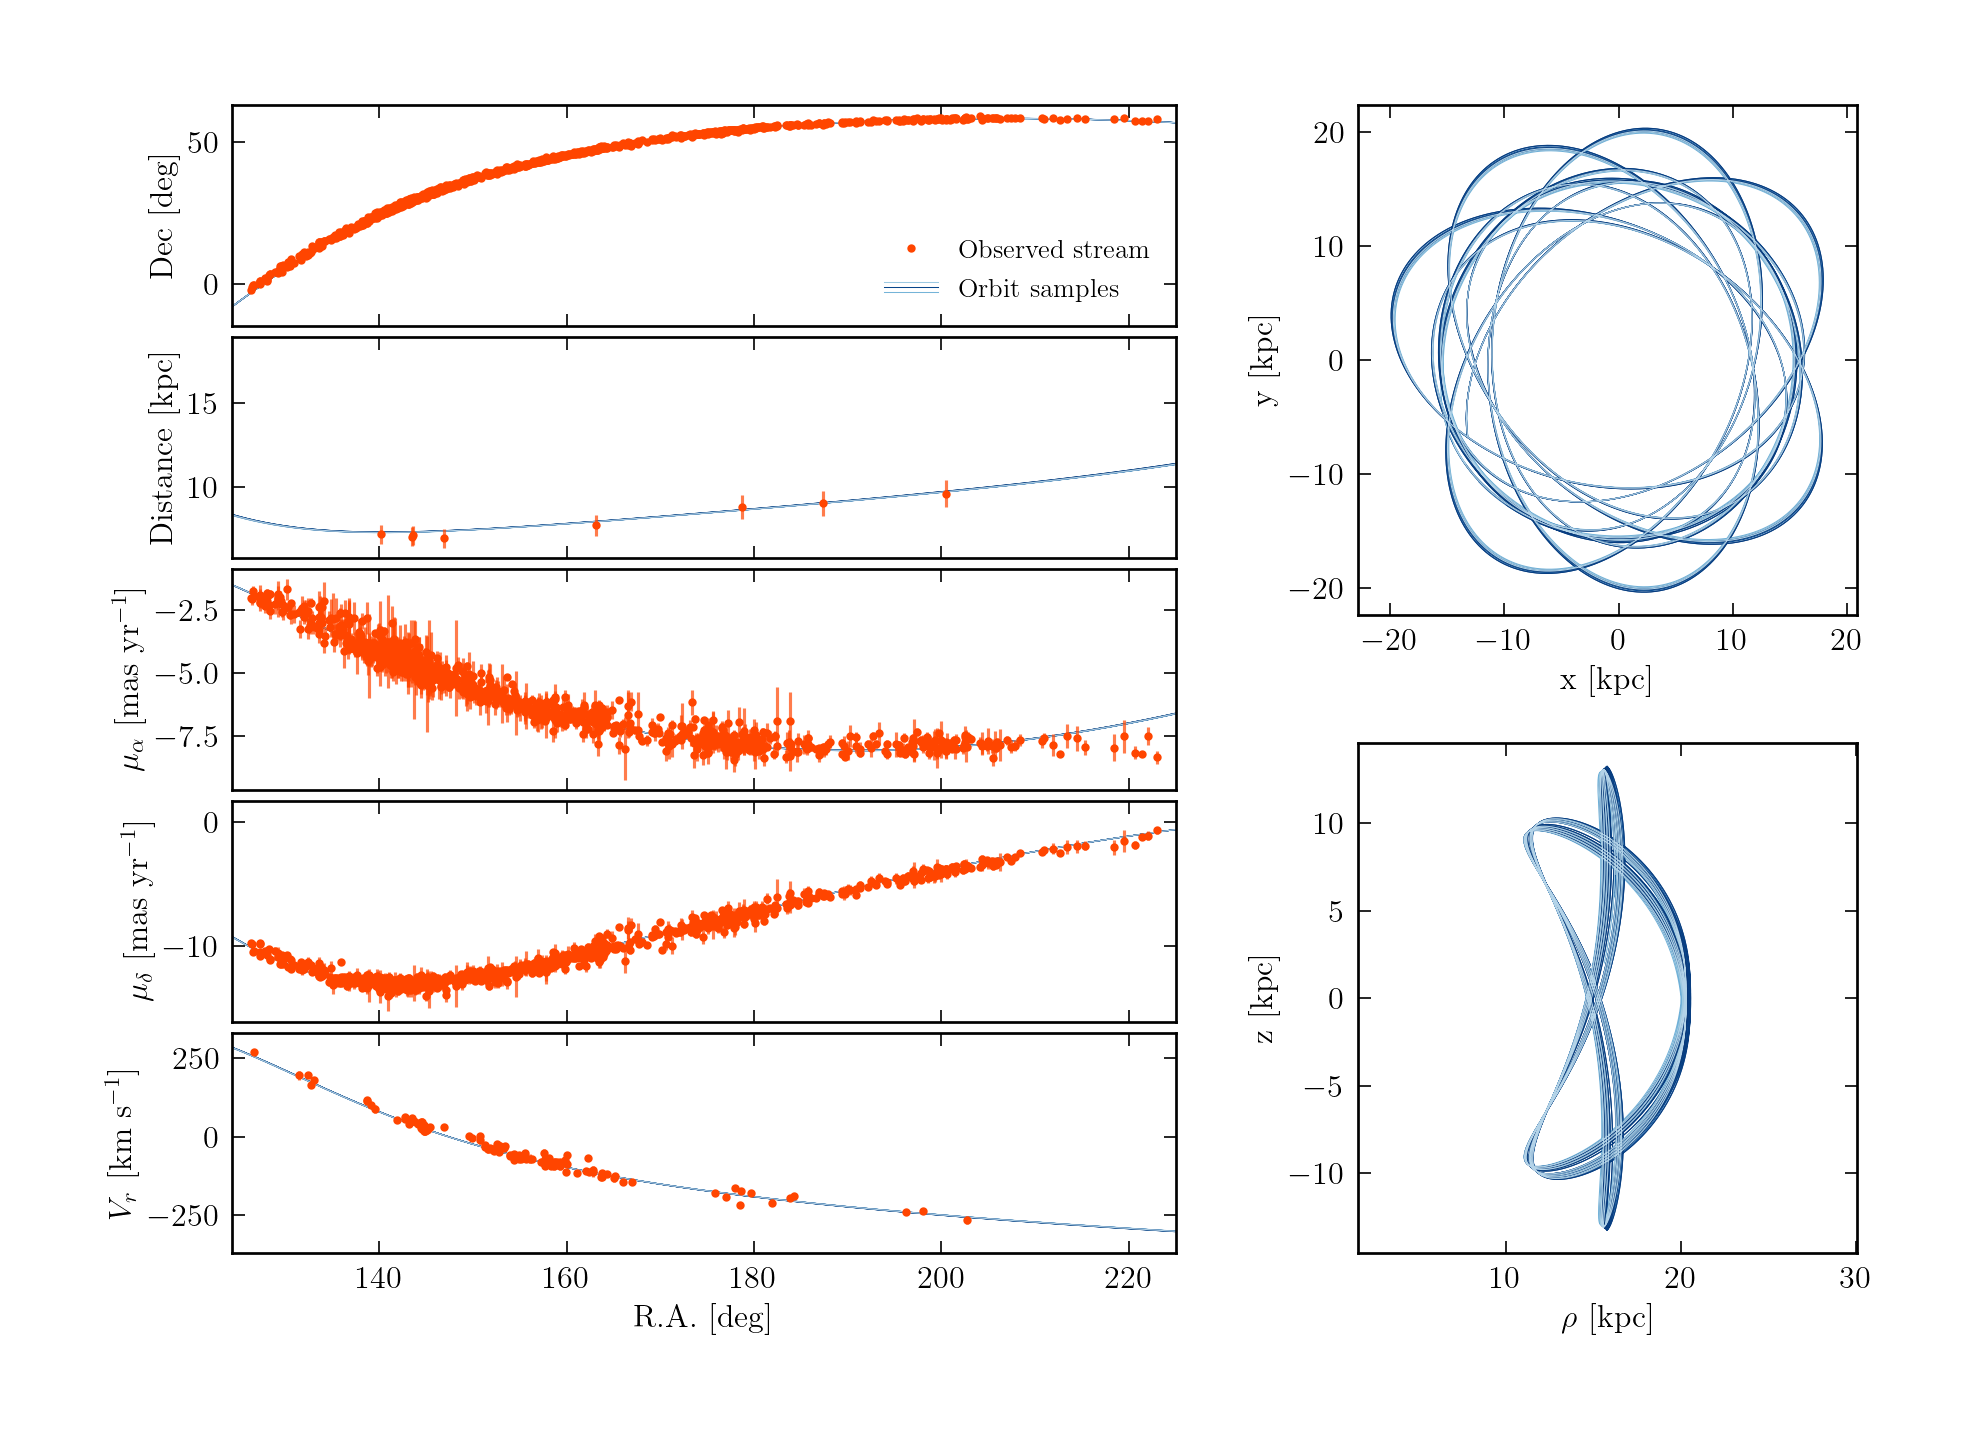 Dec [deg]
50
0
Observed stream
Orbit samples
Distance [kpc]
15
10
μα [mas yr⁻¹]
−2.5
−5.0
−7.5
μδ [mas yr⁻¹]
0
−10
Vr [km s⁻¹]
250
0
−250
140 160 180 200 220
R.A. [deg]
y [kpc]
20
10
0
−10
−20
−20 −10 0 10 20
x [kpc]
z [kpc]
10
5
0
−5
−10
10 20 30
ρ [kpc]